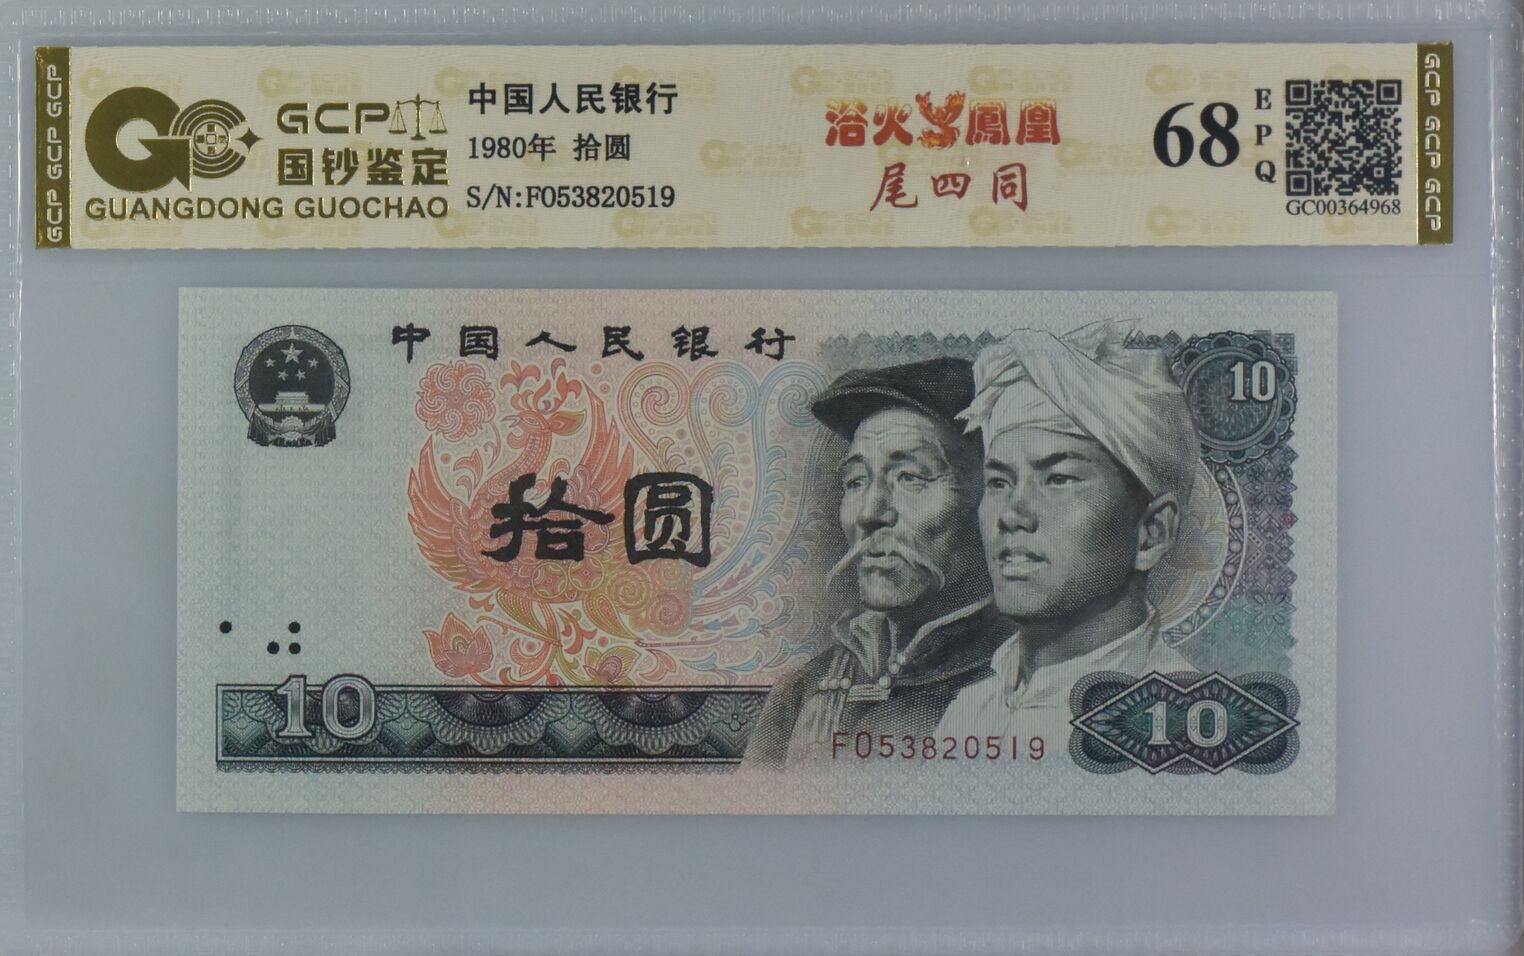 GCP GCP GCP
GCP
国钞鉴定
GUANGDONG GUOCHAO
中国人民银行
1980年 拾圆
S/N:F053820519
浴火鳳凰
尾四同
68
EPQ
GC00364968
GCP GCP GCP
中国人民银行
10
拾圆
10
F053820519
10